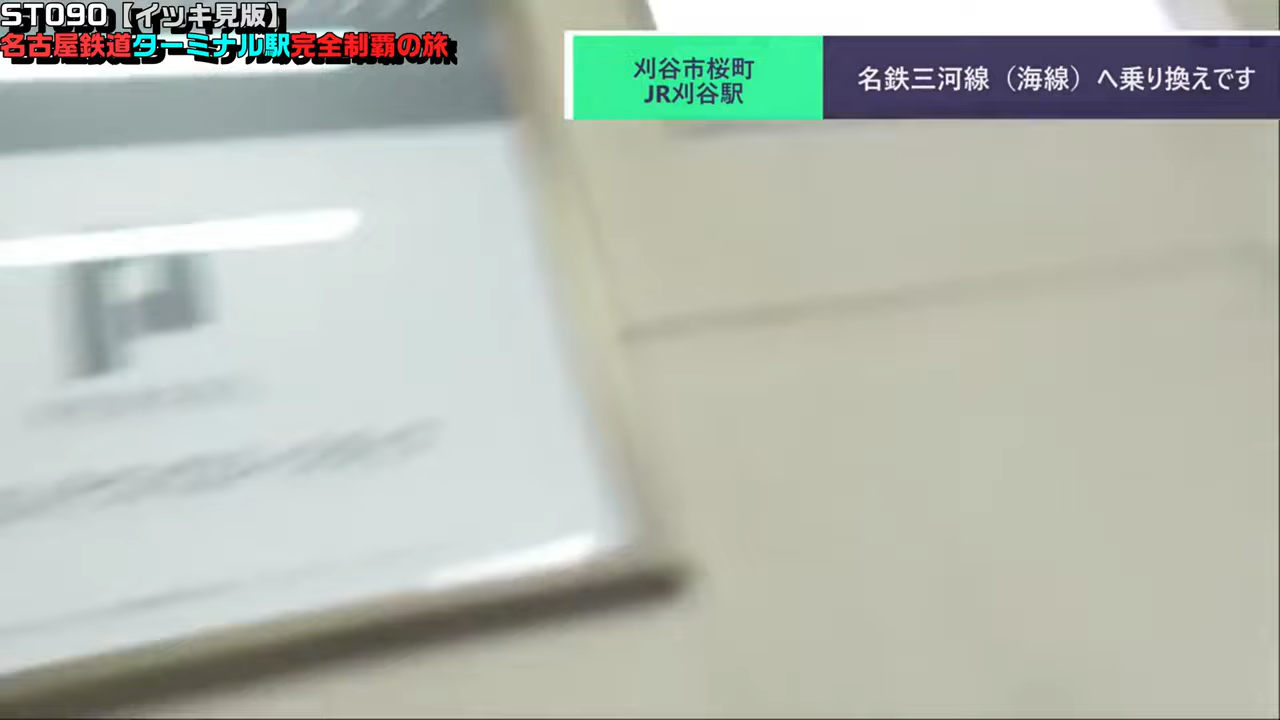 ST090【イツキ見版】
名古屋鉄道ターミナル駅完全制覇の旅
刈谷市桜町
JR刈谷駅
名鉄三河線（海線）へ乗り換えです